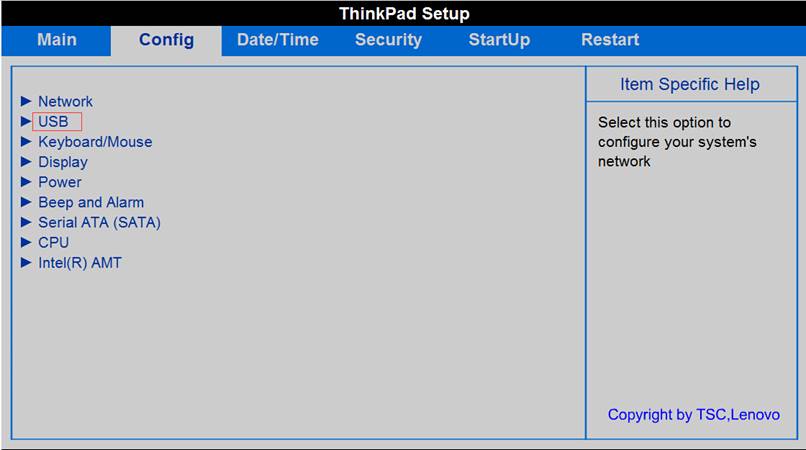 ThinkPad Setup
Main Config Date/Time Security StartUp Restart
▶ Network
▶ USB
▶ Keyboard/Mouse
▶ Display
▶ Power
▶ Beep and Alarm
▶ Serial ATA (SATA)
▶ CPU
▶ Intel(R) AMT
Item Specific Help
Select this option to
configure your system's
network
Copyright by TSC,Lenovo